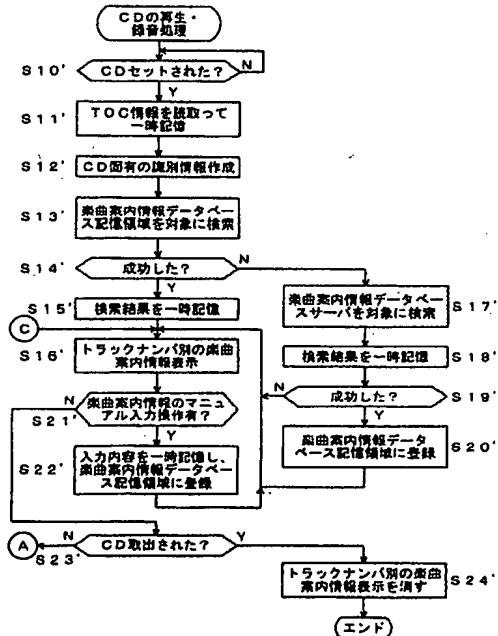 CDの再生・
録音処理
S10'
CDセットされた?
N
Y
S11'
TOC情報を読取って
一時記憶
S12'
CD固有の識別情報作成
S13'
楽曲案内情報データベー
ス記憶領域を対象に検索
S14'
成功した?
N
Y
S15'
検索結果を一時記憶
楽曲案内情報データベー
スサーバを対象に検索
S17'
C
S16'
トラックナンバ別の楽曲
案内情報表示
検索結果を一時記憶
S18'
N
成功した?
S19'
Y
N
楽曲案内情報のマニュ
アル入力操作有?
S21'
Y
楽曲案内情報データ
ベース記憶領域に登録
S20'
S22'
入力内容を一時記憶し、
楽曲案内情報データベー
ス記憶領域に登録
A
N
CD取出された?
Y
S23'
トラックナンバ別の楽曲
案内情報表示を消す
S24'
エンド